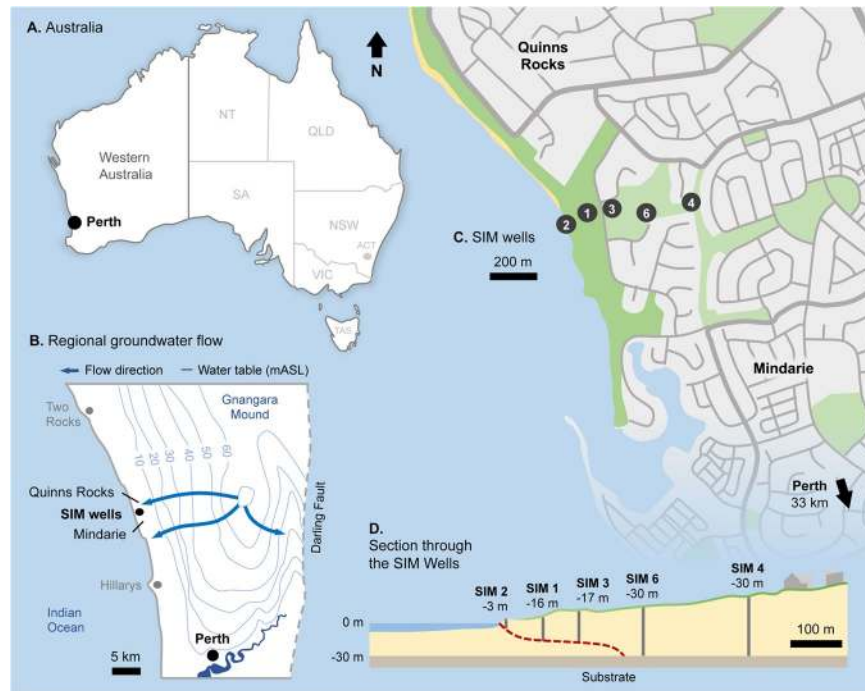 A. Australia
N
NT
QLD
Western
Australia
SA
Perth
NSW
ACT
VIC
TAS
Quinns
Rocks
1
2
3
6
4
C. SIM wells
200 m
Mindarie
Perth
33 km
B. Regional groundwater flow
Flow direction
Water table (mASL)
Gnangara
Mound
Two
Rocks
10
20
30
40
50
60
Quinns Rocks
SIM wells
Mindarie
Darling Fault
Hillarys
Indian
Ocean
Perth
5 km
D.
Section through
the SIM Wells
SIM 2
-3 m
SIM 1
-16 m
SIM 3
-17 m
SIM 6
-30 m
SIM 4
-30 m
0 m
-30 m
100 m
Substrate